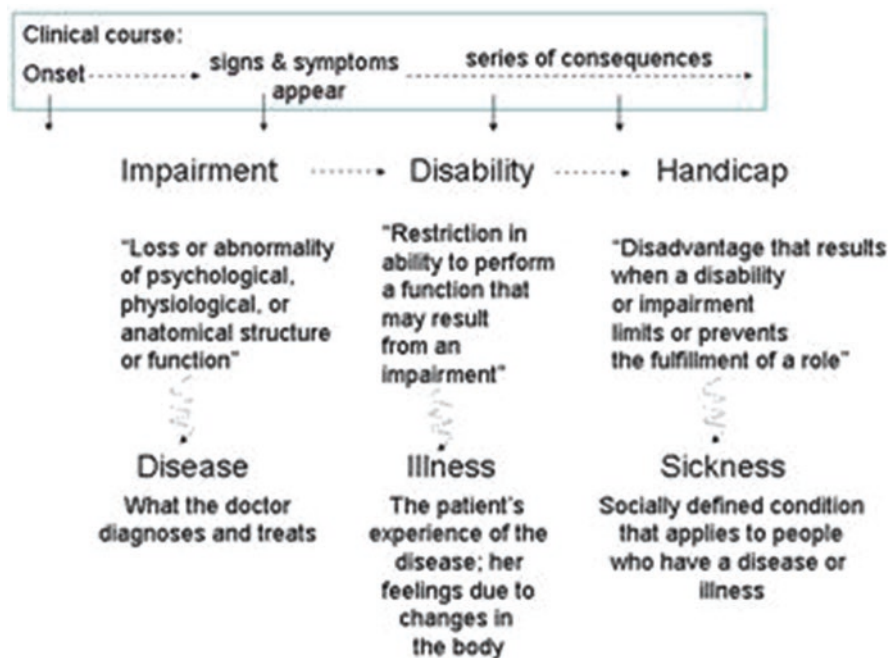 Clinical course:
Onset
signs & symptoms
appear
series of consequences
Impairment
Disability
Handicap
"Loss or abnormality
of psychological,
physiological, or
anatomical structure
or function"
"Restriction in
ability to perform
a function that
may result
from an
impairment"
"Disadvantage that results
when a disability
or impairment
limits or prevents
the fulfillment of a role"
Disease
What the doctor
diagnoses and treats
Illness
The patient's
experience of the
disease; her
feelings due to
changes in
the body
Sickness
Socially defined condition
that applies to people
who have a disease or
illness